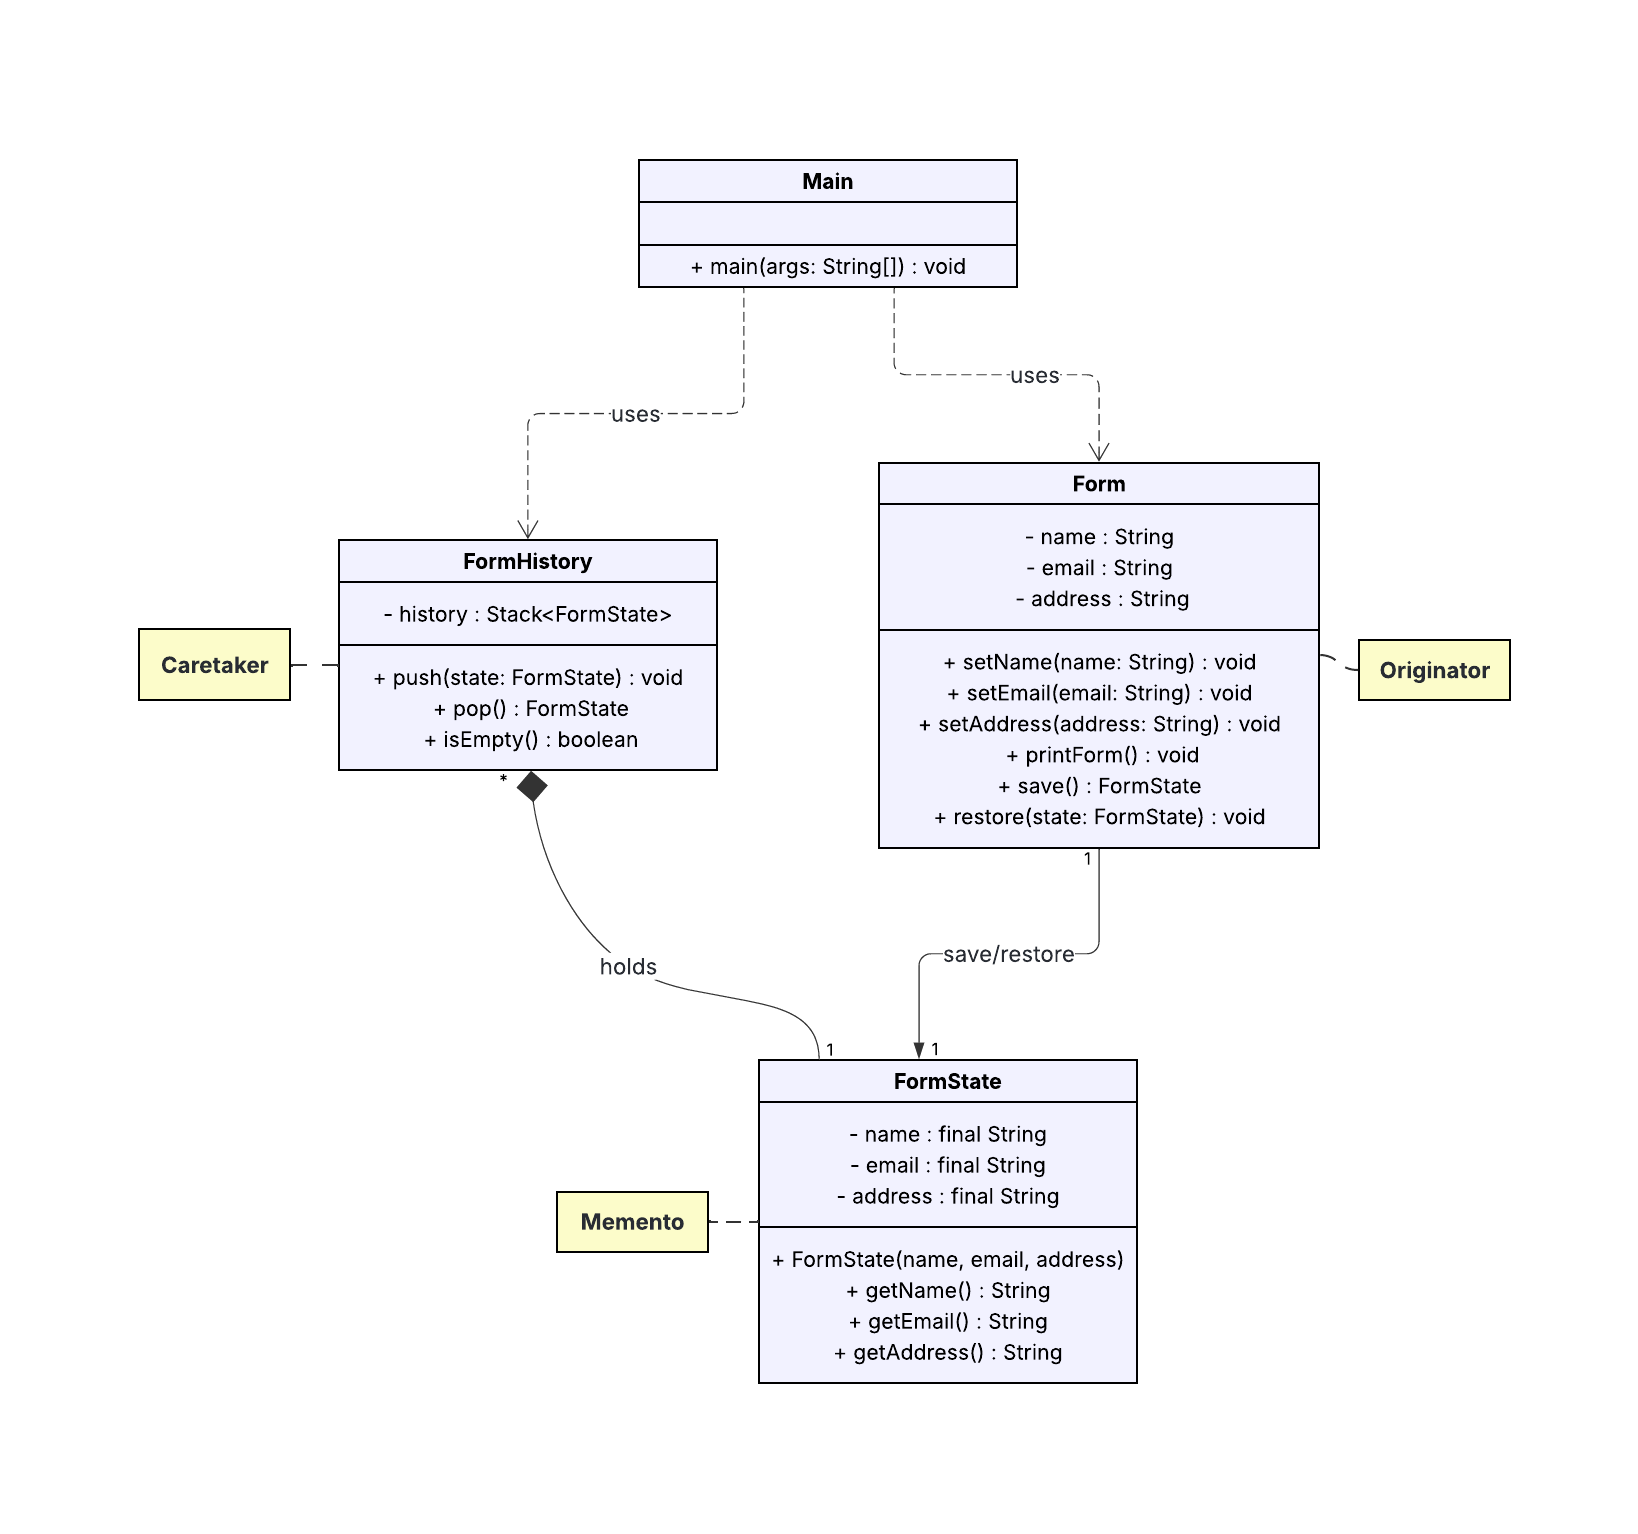 Main
+ main(args: String[]) : void
uses
uses
FormHistory
- history : Stack<FormState>
+ push(state: FormState) : void
+ pop() : FormState
+ isEmpty() : boolean
Caretaker
Form
- name : String
- email : String
- address : String
+ setName(name: String) : void
+ setEmail(email: String) : void
+ setAddress(address: String) : void
+ printForm() : void
+ save() : FormState
+ restore(state: FormState) : void
Originator
*
holds
1
1
save/restore
1
FormState
- name : final String
- email : final String
- address : final String
+ FormState(name, email, address)
+ getName() : String
+ getEmail() : String
+ getAddress() : String
Memento